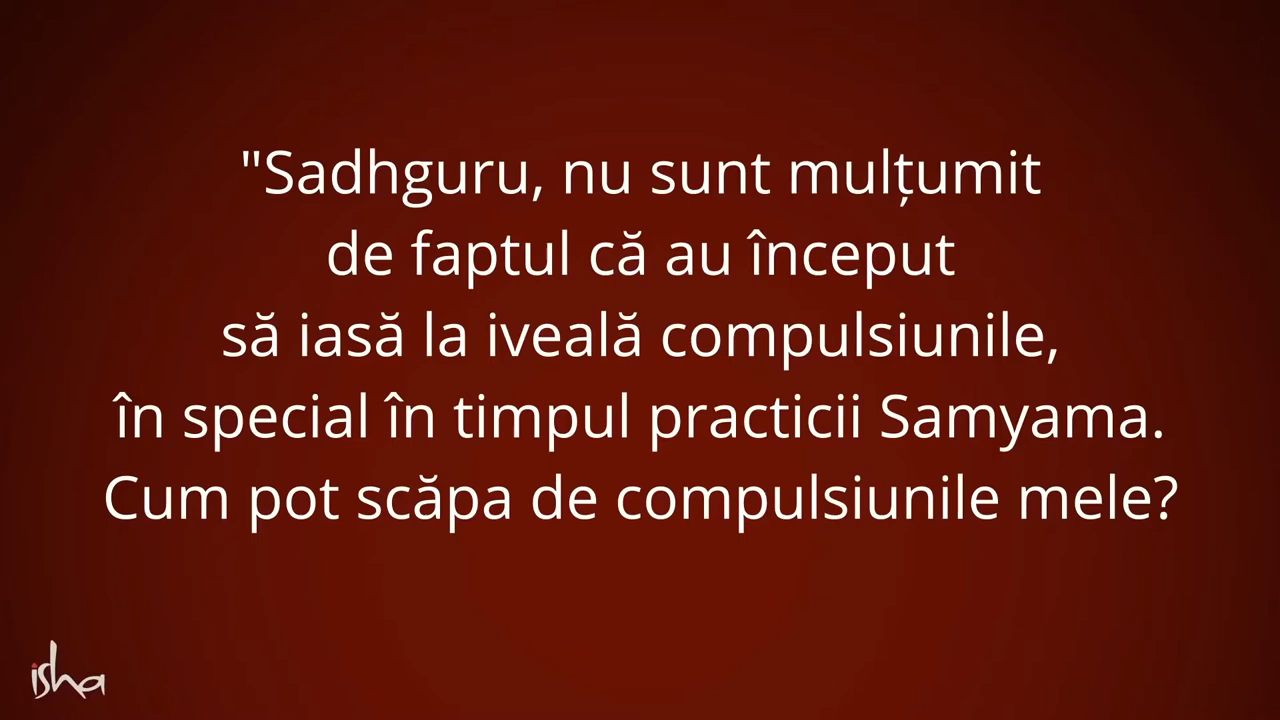 "Sadhguru, nu sunt mulțumit
de faptul că au început
să iasă la iveală compulsiunile,
în special în timpul practicii Samyama.
Cum pot scăpa de compulsiunile mele?
isha